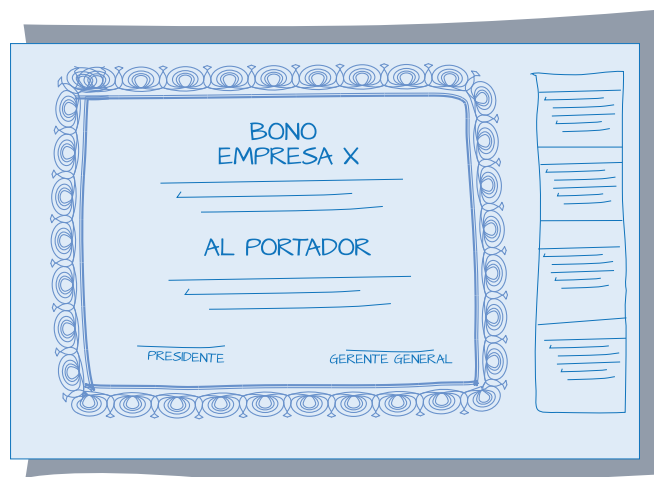 BONO
EMPRESA X
AL PORTADOR
PRESIDENTE
GERENTE GENERAL